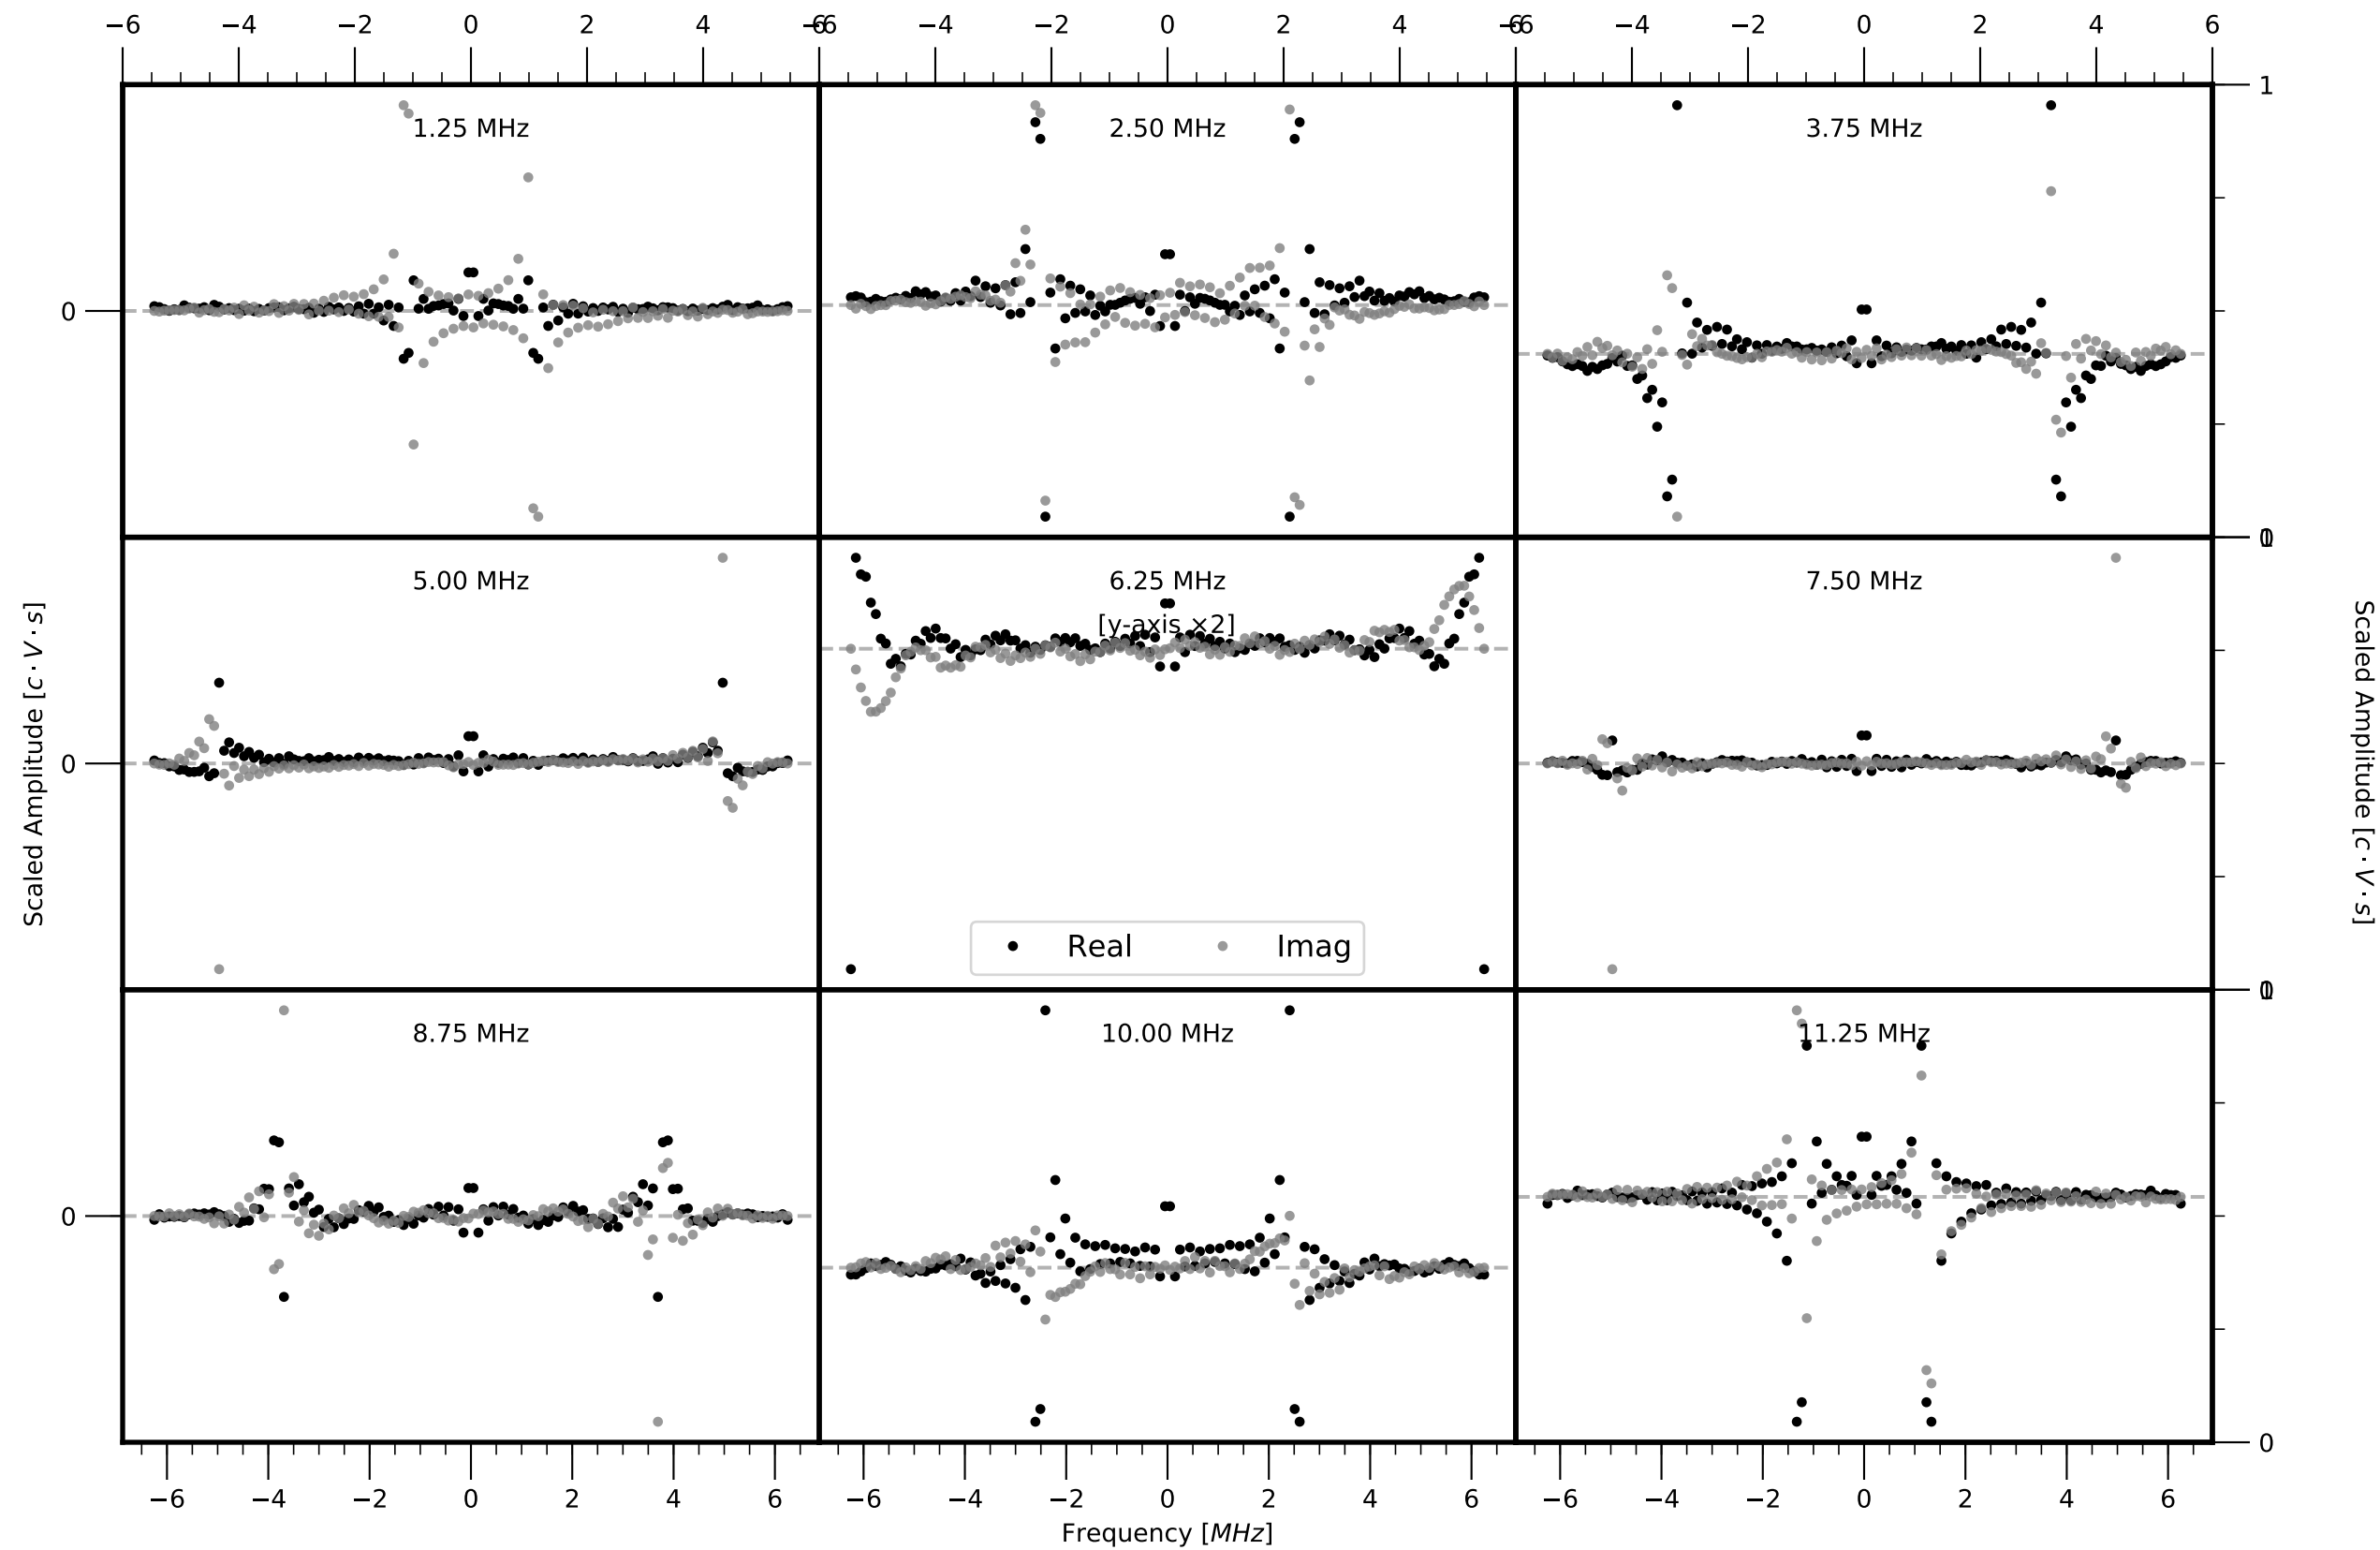 −6 −4 −2 0 2 4 −6 −4 −2 0 2 4 −6 −4 −2 0 2 4 6
1
1.25 MHz 2.50 MHz 3.75 MHz
0
0 1
5.00 MHz 6.25 MHz 7.50 MHz
[y-axis ×2]
Scaled Amplitude [c · V · s]
Scaled Amplitude [c · V · s]
0
Real Imag
0 1
8.75 MHz 10.00 MHz 11.25 MHz
0
0
−6 −4 −2 0 2 4 6 −6 −4 −2 0 2 4 6 −6 −4 −2 0 2 4 6
Frequency [MHz]